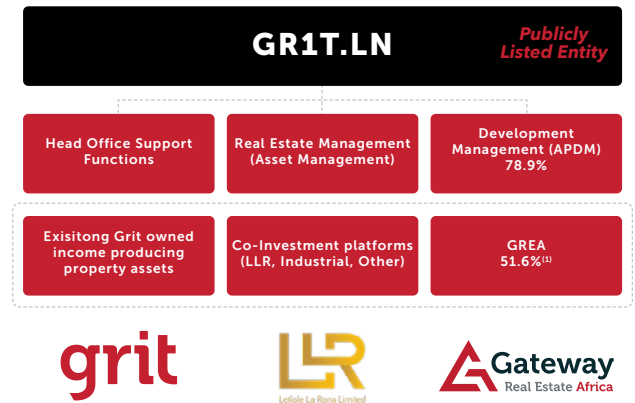 GR1T.LN
Publicly
Listed Entity
Head Office Support
Functions
Real Estate Management
(Asset Management)
Development
Management (APDM)
78.9%
Exisitong Grit owned
income producing
property assets
Co-Investment platforms
(LLR, Industrial, Other)
GREA
51.6%(1)
grit
LLR
Letlole La Rona Limited
Gateway
Real Estate Africa